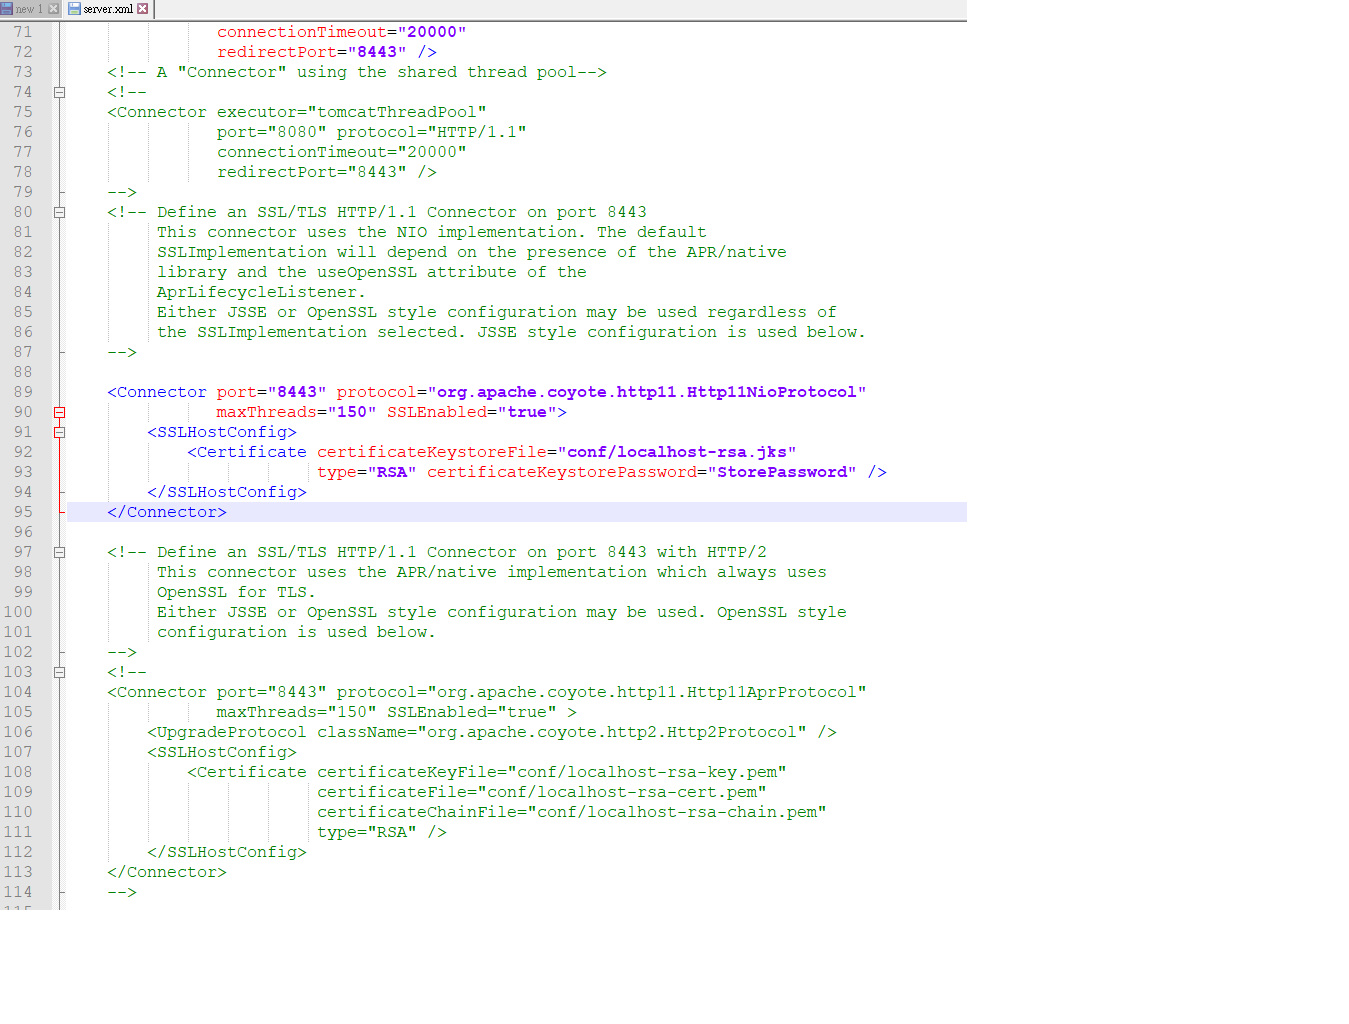 new 1 server.xml
71 connectionTimeout="20000"
72 redirectPort="8443" />
73 <!-- A "Connector" using the shared thread pool-->
74 <!--
75 <Connector executor="tomcatThreadPool"
76 port="8080" protocol="HTTP/1.1"
77 connectionTimeout="20000"
78 redirectPort="8443" />
79 -->
80 <!-- Define an SSL/TLS HTTP/1.1 Connector on port 8443
81 This connector uses the NIO implementation. The default
82 SSLImplementation will depend on the presence of the APR/native
83 library and the useOpenSSL attribute of the
84 AprLifecycleListener.
85 Either JSSE or OpenSSL style configuration may be used regardless of
86 the SSLImplementation selected. JSSE style configuration is used below.
87 -->
88
89 <Connector port="8443" protocol="org.apache.coyote.http11.Http11NioProtocol"
90 maxThreads="150" SSLEnabled="true">
91 <SSLHostConfig>
92 <Certificate certificateKeystoreFile="conf/localhost-rsa.jks"
93 type="RSA" certificateKeystorePassword="StorePassword" />
94 </SSLHostConfig>
95 </Connector>
96
97 <!-- Define an SSL/TLS HTTP/1.1 Connector on port 8443 with HTTP/2
98 This connector uses the APR/native implementation which always uses
99 OpenSSL for TLS.
100 Either JSSE or OpenSSL style configuration may be used. OpenSSL style
101 configuration is used below.
102 -->
103 <!--
104 <Connector port="8443" protocol="org.apache.coyote.http11.Http11AprProtocol"
105 maxThreads="150" SSLEnabled="true" >
106 <UpgradeProtocol className="org.apache.coyote.http2.Http2Protocol" />
107 <SSLHostConfig>
108 <Certificate certificateKeyFile="conf/localhost-rsa-key.pem"
109 certificateFile="conf/localhost-rsa-cert.pem"
110 certificateChainFile="conf/localhost-rsa-chain.pem"
111 type="RSA" />
112 </SSLHostConfig>
113 </Connector>
114 -->